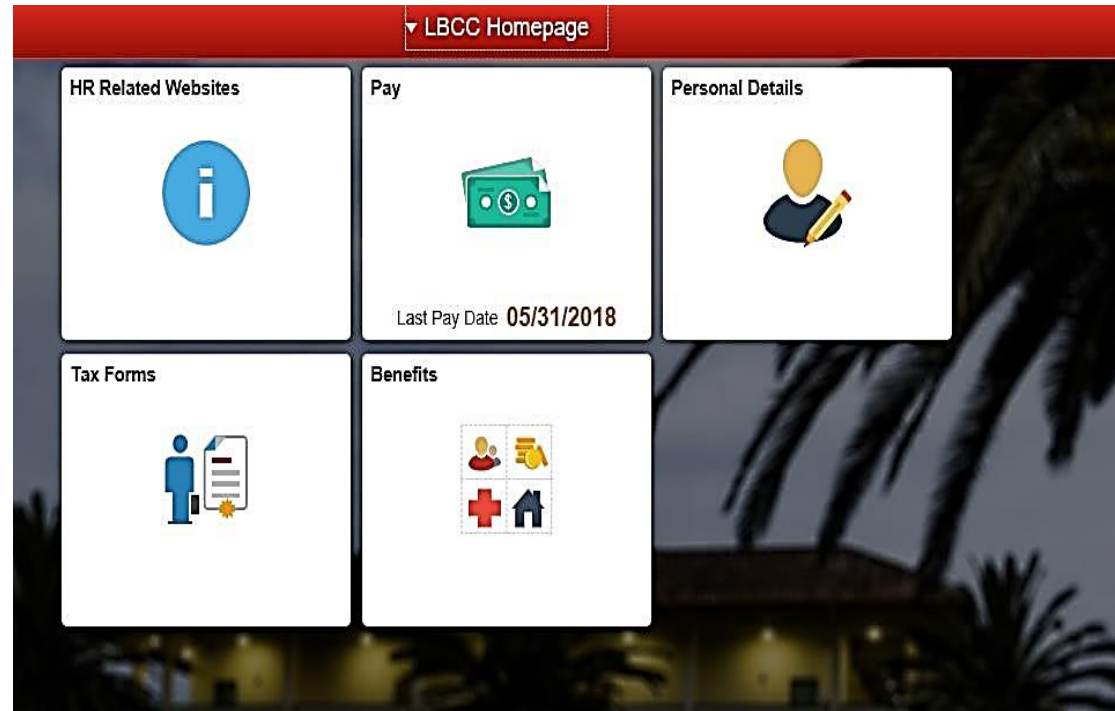 LBCC Homepage
HR Related Websites
Pay
Personal Details
Last Pay Date 05/31/2018
Tax Forms
Benefits